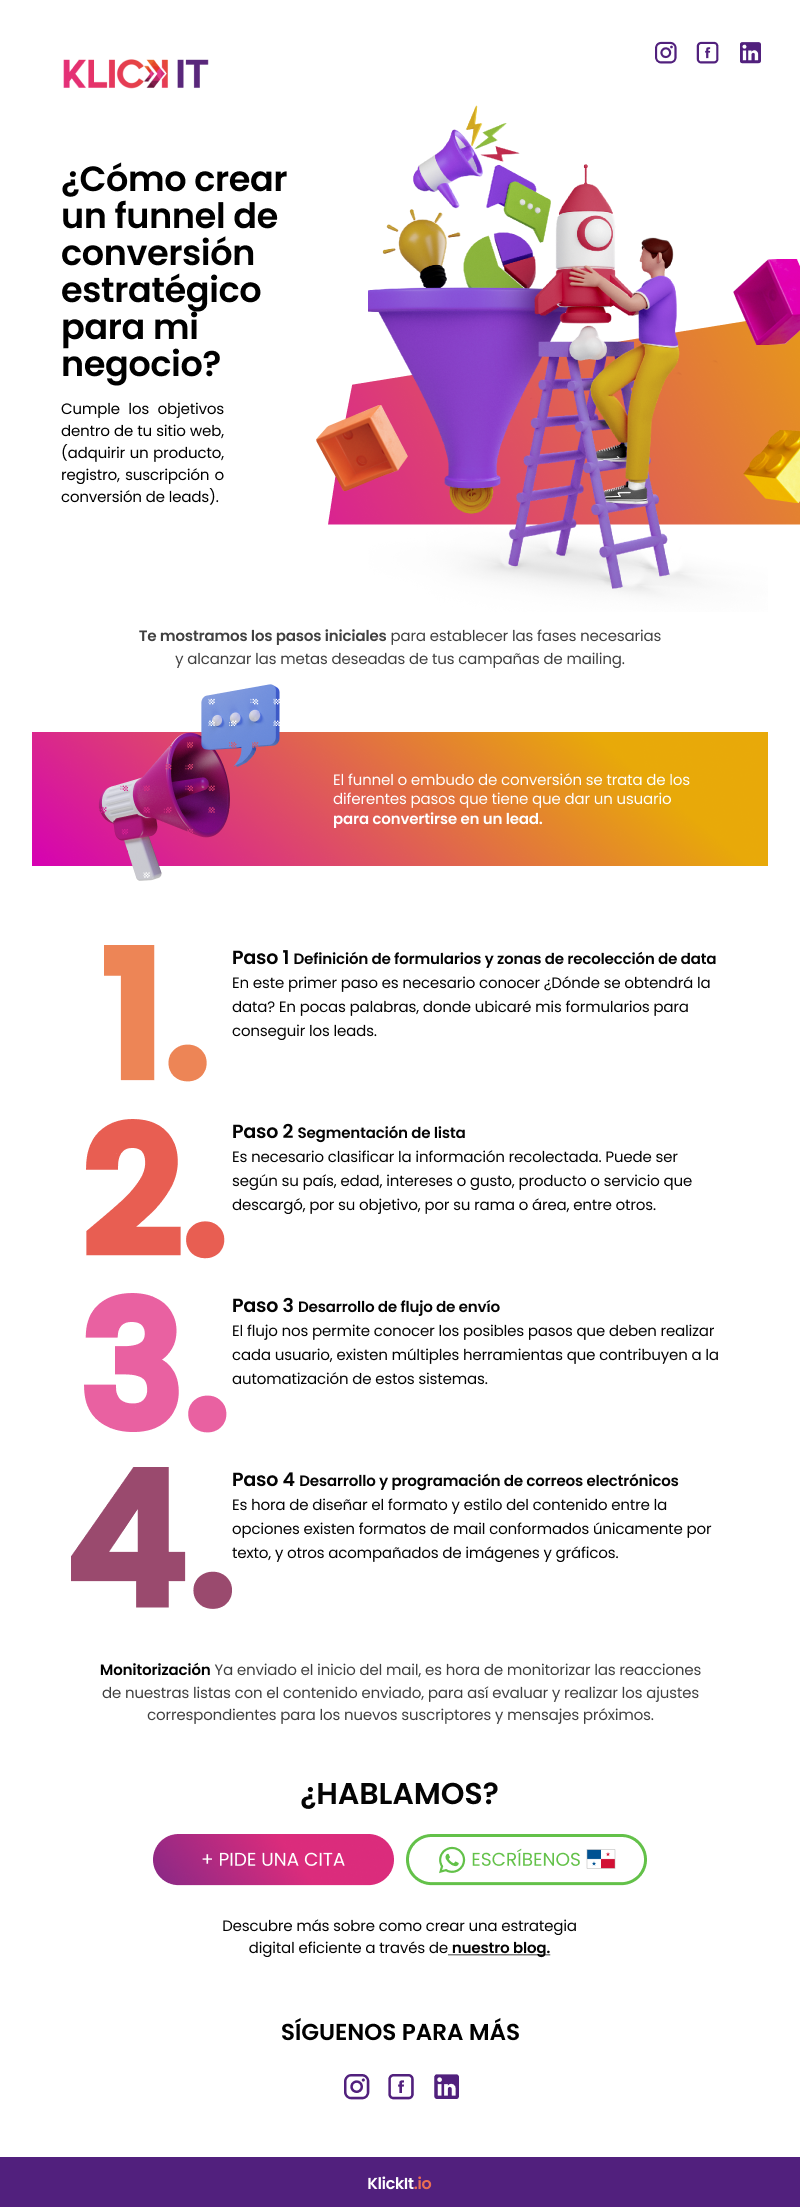 KLICK IT
¿Cómo crear
un funnel de
conversión
estratégico
para mi
negocio?
Cumple los objetivos
dentro de tu sitio web,
(adquirir un producto,
registro, suscripción o
conversión de leads).
Te mostramos los pasos iniciales para establecer las fases necesarias
y alcanzar las metas deseadas de tus campañas de mailing.
El funnel o embudo de conversión se trata de los
diferentes pasos que tiene que dar un usuario
para convertirse en un lead.
1.
Paso 1 Definición de formularios y zonas de recolección de data
En este primer paso es necesario conocer ¿Dónde se obtendrá la
data? En pocas palabras, donde ubicaré mis formularios para
conseguir los leads.
2.
Paso 2 Segmentación de lista
Es necesario clasificar la información recolectada. Puede ser
según su país, edad, intereses o gusto, producto o servicio que
descargó, por su objetivo, por su rama o área, entre otros.
3.
Paso 3 Desarrollo de flujo de envío
El flujo nos permite conocer los posibles pasos que deben realizar
cada usuario, existen múltiples herramientas que contribuyen a la
automatización de estos sistemas.
4.
Paso 4 Desarrollo y programación de correos electrónicos
Es hora de diseñar el formato y estilo del contenido entre la
opciones existen formatos de mail conformados únicamente por
texto, y otros acompañados de imágenes y gráficos.
Monitorización Ya enviado el inicio del mail, es hora de monitorizar las reacciones
de nuestras listas con el contenido enviado, para así evaluar y realizar los ajustes
correspondientes para los nuevos suscriptores y mensajes próximos.
¿HABLAMOS?
+ PIDE UNA CITA
ESCRÍBENOS
Descubre más sobre como crear una estrategia
digital eficiente a través de nuestro blog.
SÍGUENOS PARA MÁS
KlickIt.io